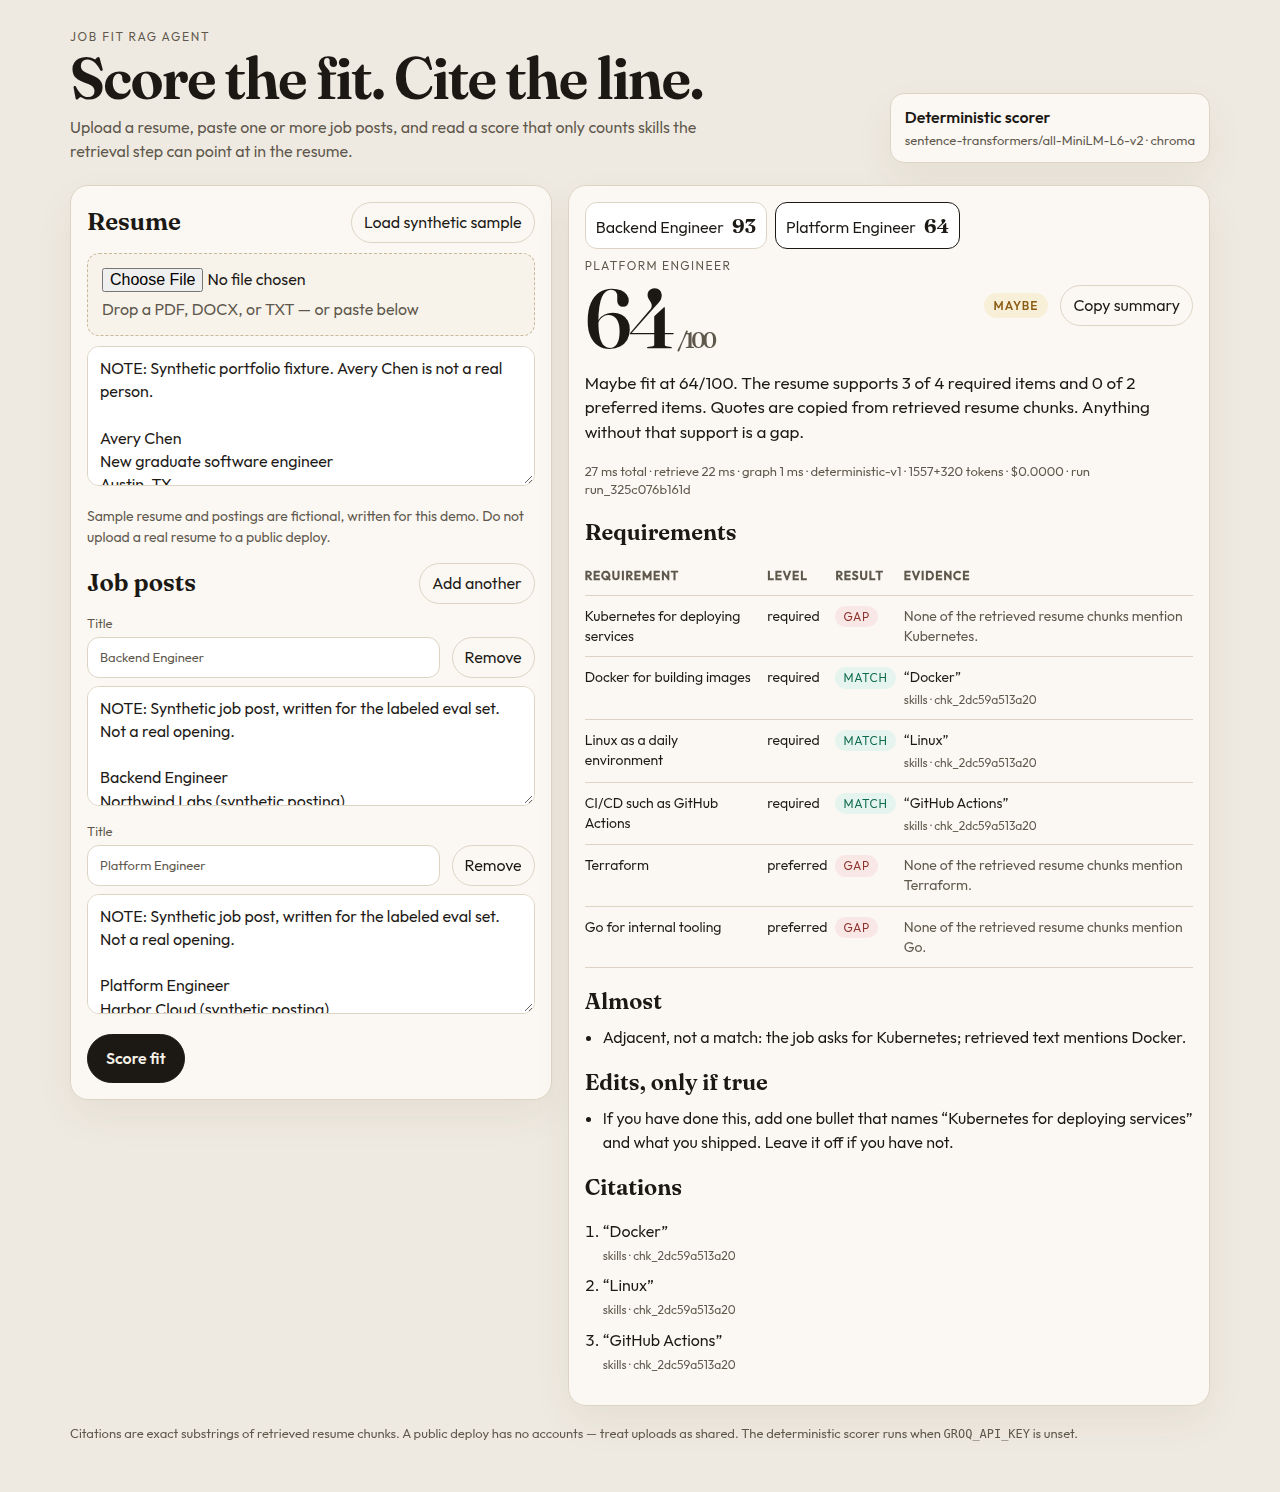 JOB FIT RAG AGENT
Score the fit. Cite the line.
Upload a resume, paste one or more job posts, and read a score that only counts skills the
retrieval step can point at in the resume.
Deterministic scorer
sentence-transformers/all-MiniLM-L6-v2 · chroma
Resume
Load synthetic sample
Choose File No file chosen
Drop a PDF, DOCX, or TXT — or paste below
NOTE: Synthetic portfolio fixture. Avery Chen is not a real
person.
Avery Chen
New graduate software engineer
Austin, TX
Sample resume and postings are fictional, written for this demo. Do not
upload a real resume to a public deploy.
Job posts
Add another
Title
Backend Engineer
Remove
NOTE: Synthetic job post, written for the labeled eval set.
Not a real opening.
Backend Engineer
Northwind Labs (synthetic posting)
Title
Platform Engineer
Remove
NOTE: Synthetic job post, written for the labeled eval set.
Not a real opening.
Platform Engineer
Harbor Cloud (synthetic posting)
Score fit
Backend Engineer 93
Platform Engineer 64
PLATFORM ENGINEER
64/100
MAYBE
Copy summary
Maybe fit at 64/100. The resume supports 3 of 4 required items and 0 of 2
preferred items. Quotes are copied from retrieved resume chunks. Anything
without that support is a gap.
27 ms total · retrieve 22 ms · graph 1 ms · deterministic-v1 · 1557+320 tokens · $0.0000 · run
run_325c076b161d
Requirements
REQUIREMENT LEVEL RESULT EVIDENCE
Kubernetes for deploying
services
required
GAP
None of the retrieved resume chunks mention
Kubernetes.
Docker for building images
required
MATCH
“Docker”
skills · chk_2dc59a513a20
Linux as a daily
environment
required
MATCH
“Linux”
skills · chk_2dc59a513a20
CI/CD such as GitHub
Actions
required
MATCH
“GitHub Actions”
skills · chk_2dc59a513a20
Terraform
preferred
GAP
None of the retrieved resume chunks mention
Terraform.
Go for internal tooling
preferred
GAP
None of the retrieved resume chunks mention
Go.
Almost
• Adjacent, not a match: the job asks for Kubernetes; retrieved text mentions Docker.
Edits, only if true
• If you have done this, add one bullet that names “Kubernetes for deploying services”
and what you shipped. Leave it off if you have not.
Citations
1. “Docker”
skills · chk_2dc59a513a20
2. “Linux”
skills · chk_2dc59a513a20
3. “GitHub Actions”
skills · chk_2dc59a513a20
Citations are exact substrings of retrieved resume chunks. A public deploy has no accounts — treat uploads as shared. The deterministic scorer runs when GROQ_API_KEY is unset.